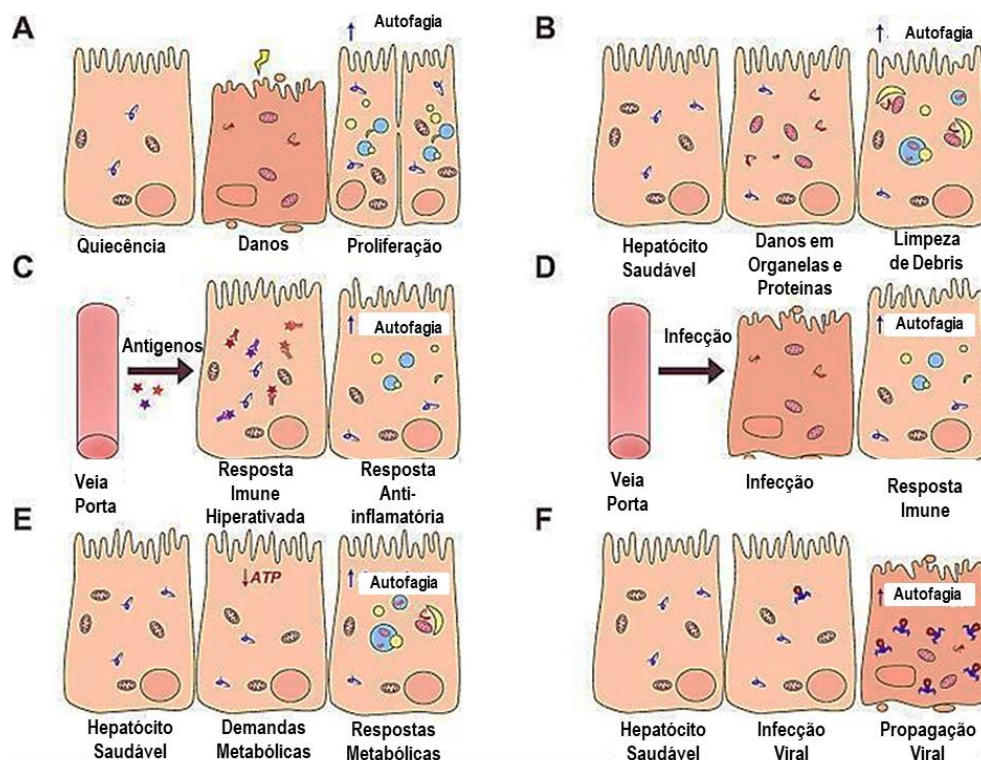 A
Autofagia
Quiecência
Danos
Proliferação
B
Autofagia
Hepatócito
Saudável
Danos em
Organelas e
Proteinas
Limpeza
de Debris
C
Antigenos
Autofagia
Veia
Porta
Resposta
Imune
Hiperativada
Resposta
Anti-
inflamatória
D
Infecção
Autofagia
Veia
Porta
Infecção
Resposta
Imune
E
ATP
Autofagia
Hepatócito
Saudável
Demandas
Metabólicas
Respostas
Metabólicas
F
Autofagia
Hepatócito
Saudável
Infecção
Viral
Propagação
Viral